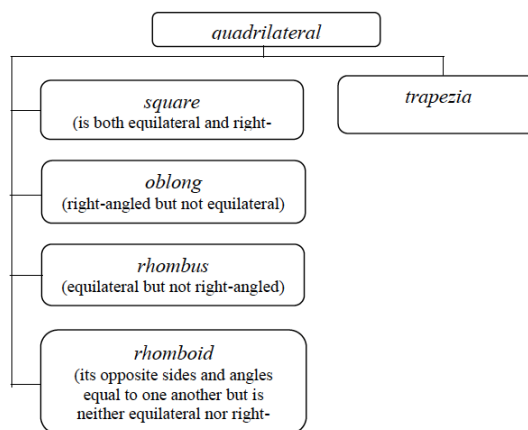 quadrilateral
square
(is both equilateral and right-
trapezia
oblong
(right-angled but not equilateral)
rhombus
(equilateral but not right-angled)
rhomboid
(its opposite sides and angles
equal to one another but is
neither equilateral nor right-